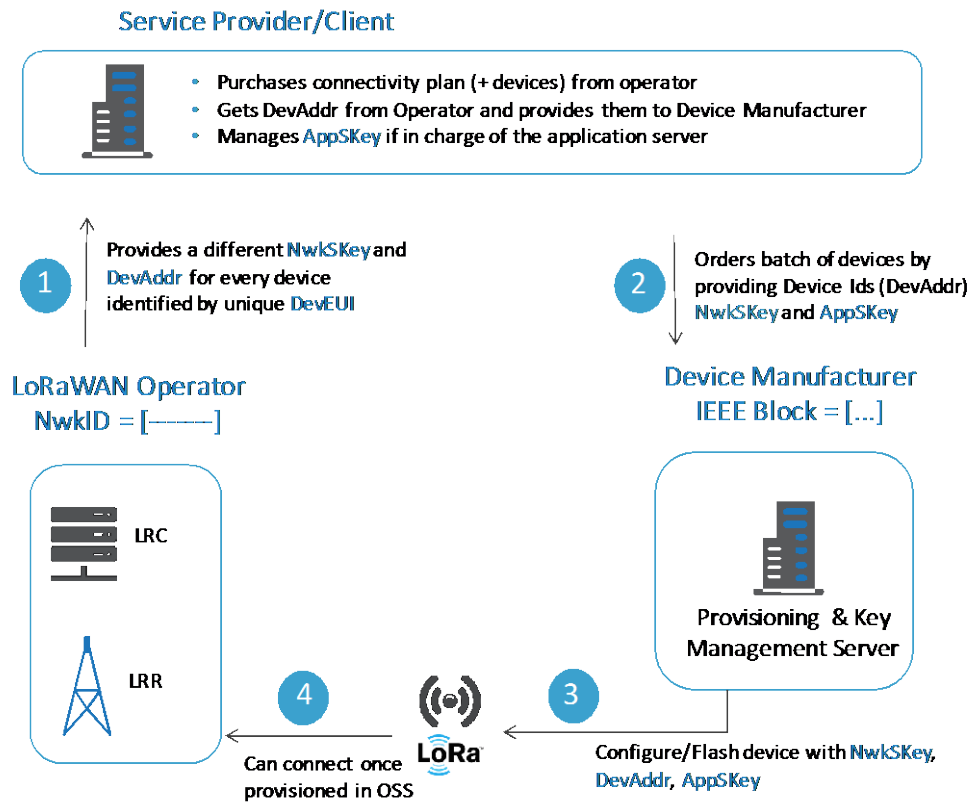 Service Provider/Client
• Purchases connectivity plan (+ devices) from operator
• Gets DevAddr from Operator and provides them to Device Manufacturer
• Manages AppSKey if in charge of the application server
1
Provides a different NwkSKey and
DevAddr for every device
identified by unique DevEUI
2
Orders batch of devices by
providing Device Ids (DevAddr)
NwkSKey and AppSKey
LoRaWAN Operator
NwkID = [------]
Device Manufacturer
IEEE Block = [...]
LRC
LRR
Provisioning & Key
Management Server
4
Can connect once
provisioned in OSS
LoRa™
3
Configure/Flash device with NwkSKey,
DevAddr, AppSKey